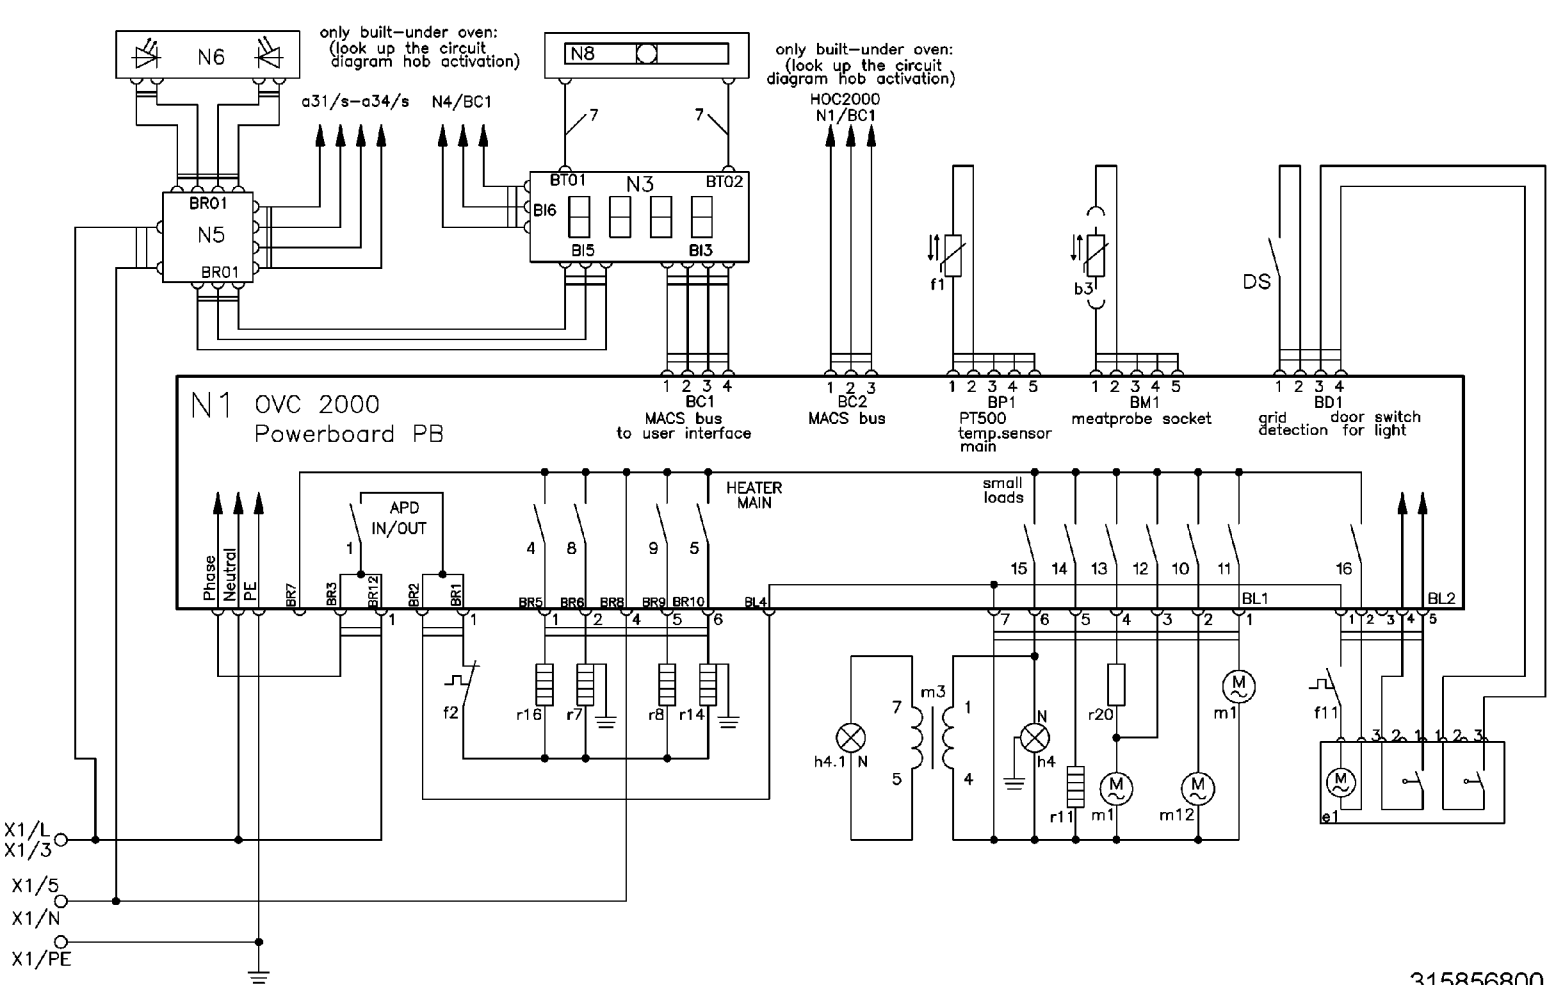 only built-under oven:
(look up the circuit
diagram hob activation)
N6
a31/s-a34/s
N4/BC1
N8
7
7
only built-under oven:
(look up the circuit
diagram hob activation)
HOC2000
N1/BC1
BR01
N5
BR01
BT01
N3
BT02
BI6
BI5
BI3
f1
b3
DS
1 2 3 4
BC1
MACS bus
to user interface
1 2 3
BC2
MACS bus
1 2 3 4 5
BP1
PT500
temp.sensor
main
1 2 3 4 5
BM1
meatprobe socket
1 2 3 4
BD1
grid door switch
detection for light
N1 OVC 2000
Powerboard PB
APD
IN/OUT
HEATER
MAIN
small
loads
1
4
8
9
5
15
14
13
12
10
11
16
Phase
Neutral
PE
BR7
BR3
BR12
BR2
BR1
BR5
BR6
BR8
BR9
BR10
BL4
BL1
BL2
1
1
1 2 4 5 6
7 6 5 4 3 2 1
1 2 3 4 5
f2
r16
r7
r8
r14
h4.1 N
7
5
m3
1
4
N
h4
r11
r20
M
m1
M
m12
M
m1
f11
3 2 1 1 2 3
M
e1
X1/L
X1/3
X1/5
X1/N
X1/PE
315856800